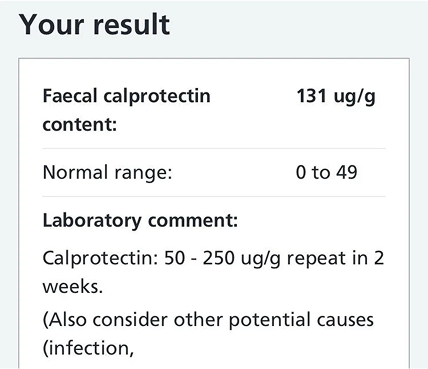 Your result
Faecal calprotectin 131 ug/g
content:
Normal range: 0 to 49
Laboratory comment:
Calprotectin: 50 - 250 ug/g repeat in 2
weeks.
(Also consider other potential causes
(infection,